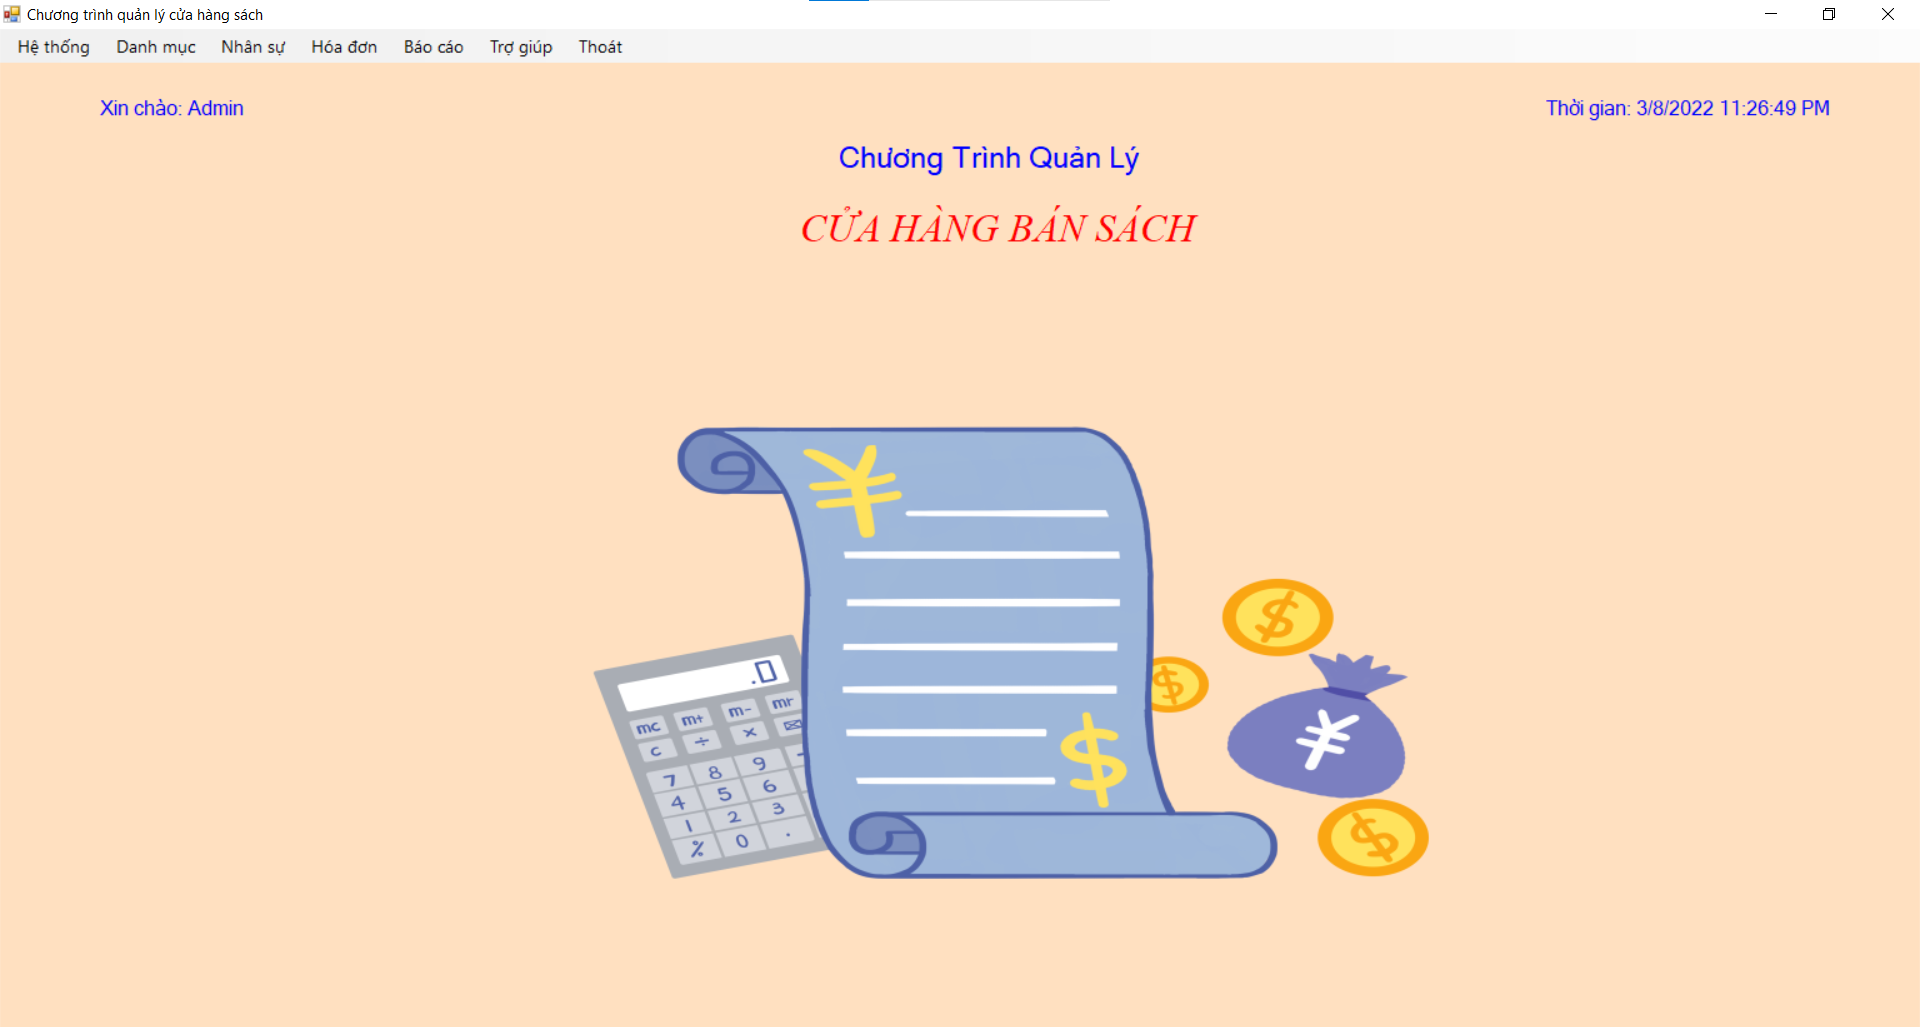 Chương trình quản lý cửa hàng sách
Hệ thống Danh mục Nhân sự Hóa đơn Báo cáo Trợ giúp Thoát
Xin chào: Admin
Thời gian: 3/8/2022 11:26:49 PM
Chương Trình Quản Lý
CỬA HÀNG BÁN SÁCH
¥
$
$
$
¥
$
.0
mc m+ m- mr
c ÷ ×
7 8 9 -
4 5 6
1 2 3
% 0 .